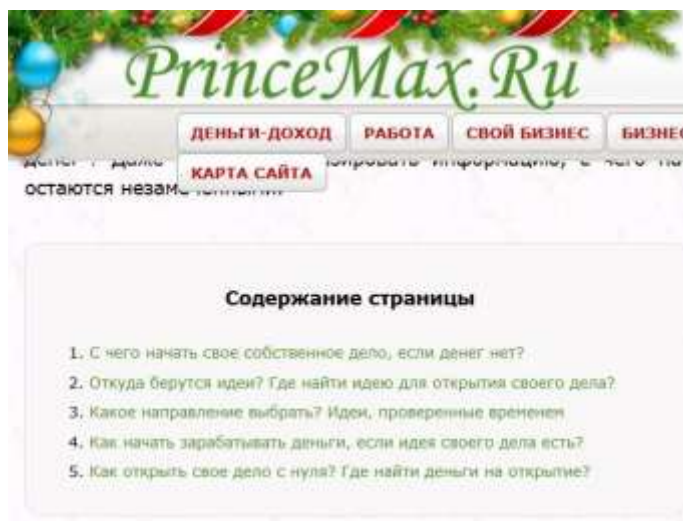 PrinceMax.Ru
ДЕНЬГИ-ДОХОД РАБОТА СВОЙ БИЗНЕС БИЗНЕС
КАРТА САЙТА
информацию, с чего
остаются
Содержание страницы
1. С чего начать свое собственное дело, если денег нет?
2. Откуда берутся идеи? Где найти идею для открытия своего дела?
3. Какое направление выбрать? Идеи, проверенные временем
4. Как начать зарабатывать деньги, если идея своего дела есть?
5. Как открыть свое дело с нуля? Где найти деньги на открытие?